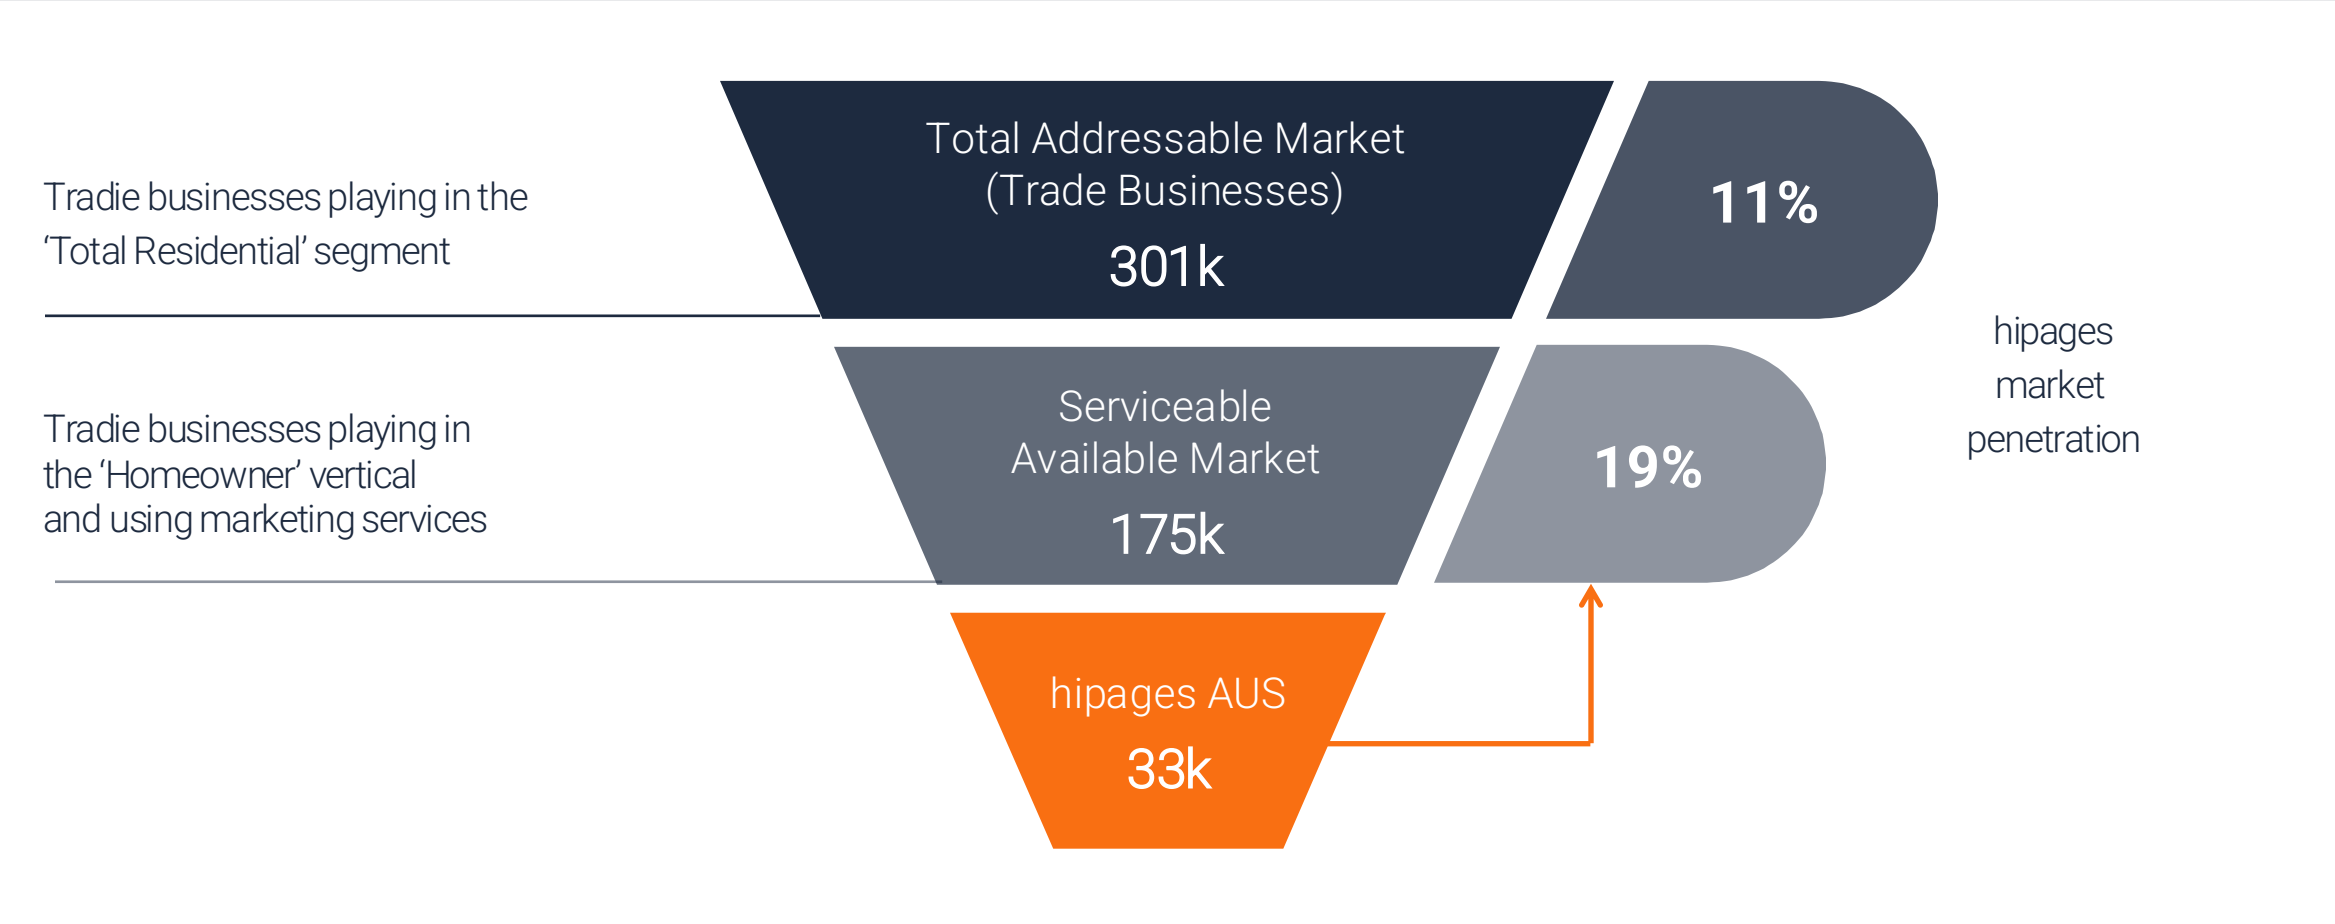 Tradie businesses playing in the
‘Total Residential’ segment
Total Addressable Market
(Trade Businesses)
301k
11%
Tradie businesses playing in
the ‘Homeowner’ vertical
and using marketing services
Serviceable
Available Market
175k
19%
hipages
market
penetration
hipages AUS
33k